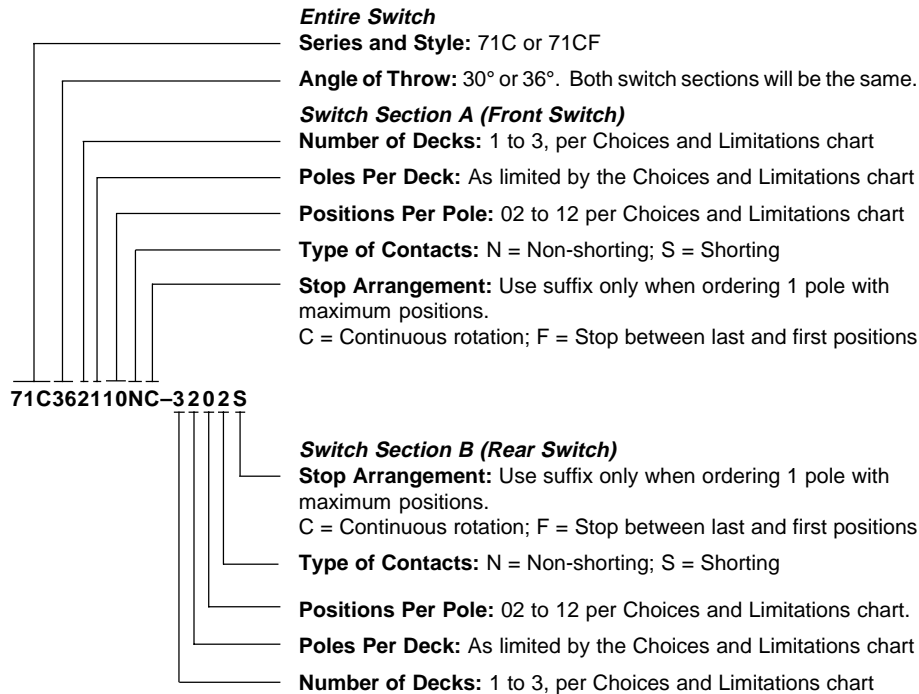 Entire Switch
Series and Style: 71C or 71CF
Angle of Throw: 30° or 36°. Both switch sections will be the same.
Switch Section A (Front Switch)
Number of Decks: 1 to 3, per Choices and Limitations chart
Poles Per Deck: As limited by the Choices and Limitations chart
Positions Per Pole: 02 to 12 per Choices and Limitations chart
Type of Contacts: N = Non-shorting; S = Shorting
Stop Arrangement: Use suffix only when ordering 1 pole with
maximum positions.
C = Continuous rotation; F = Stop between last and first positions
71C362110NC–3202S
Switch Section B (Rear Switch)
Stop Arrangement: Use suffix only when ordering 1 pole with
maximum positions.
C = Continuous rotation; F = Stop between last and first positions
Type of Contacts: N = Non-shorting; S = Shorting
Positions Per Pole: 02 to 12 per Choices and Limitations chart.
Poles Per Deck: As limited by the Choices and Limitations chart
Number of Decks: 1 to 3, per Choices and Limitations chart